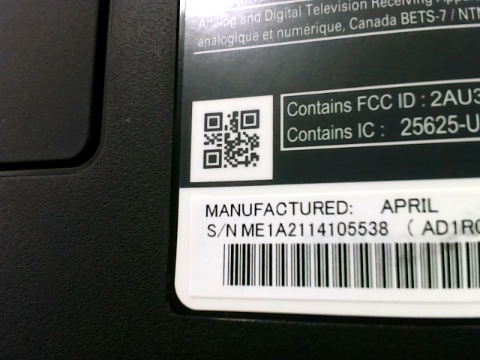 Analog and Digital Television Receiving
analogique et numérique, Canada BETS-7 /
Contains FCC ID : 2AU3
Contains IC : 25625-U
MANUFACTURED: APRIL
S/N ME1A2114105538 ( AD1R0